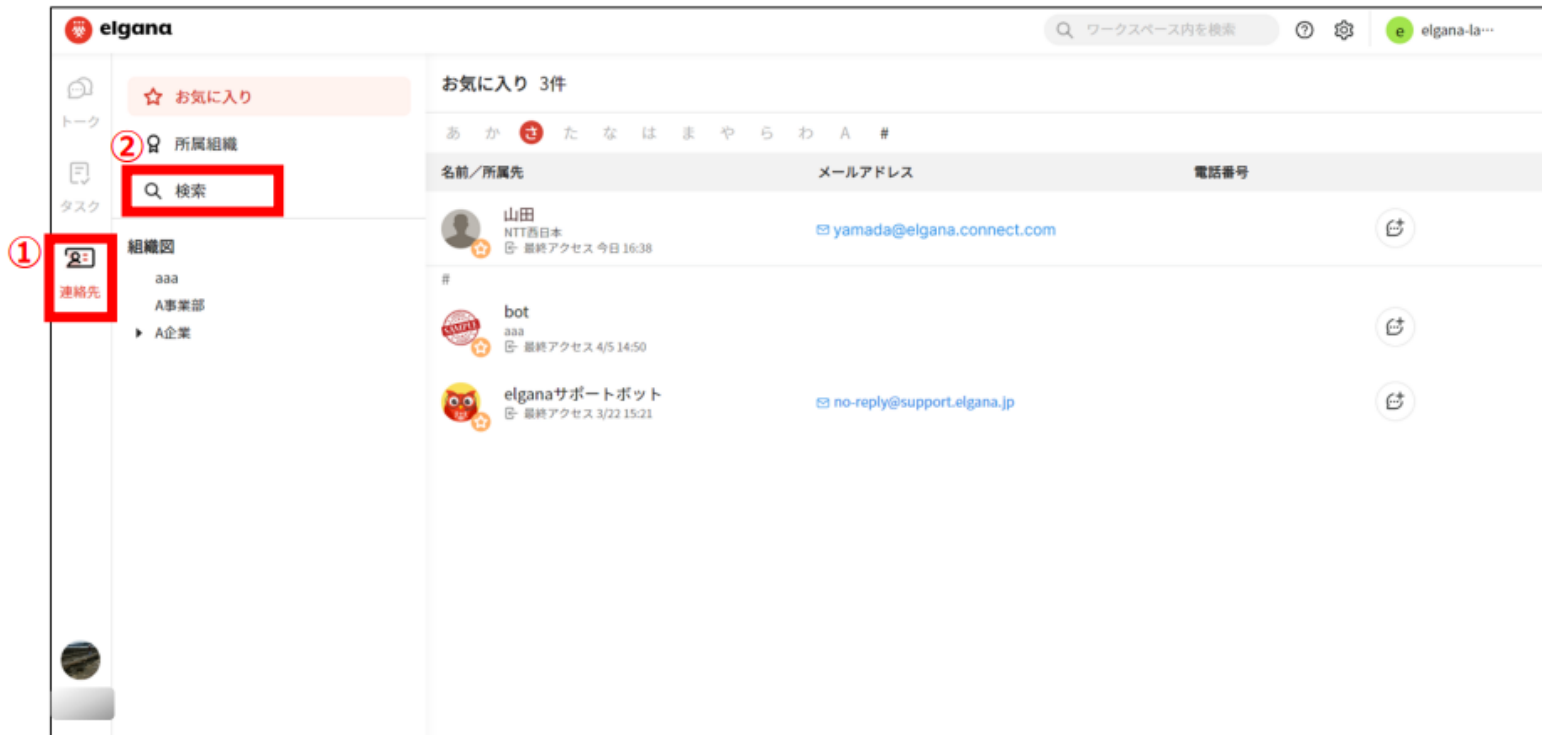 elgana
ワークスペース内を検索
e elgana-la…
トーク
タスク
①
連絡先
お気に入り
②
所属組織
検索
組織図
aaa
A事業部
A企業
お気に入り 3件
あ か さ た な は ま や ら わ A #
名前／所属先 メールアドレス 電話番号
山田
NTT西日本
最終アクセス 今日 16:38
yamada@elgana.connect.com
#
SAMPLE
bot
aaa
最終アクセス 4/5 14:50
elganaサポートボット
最終アクセス 3/22 15:21
no-reply@support.elgana.jp